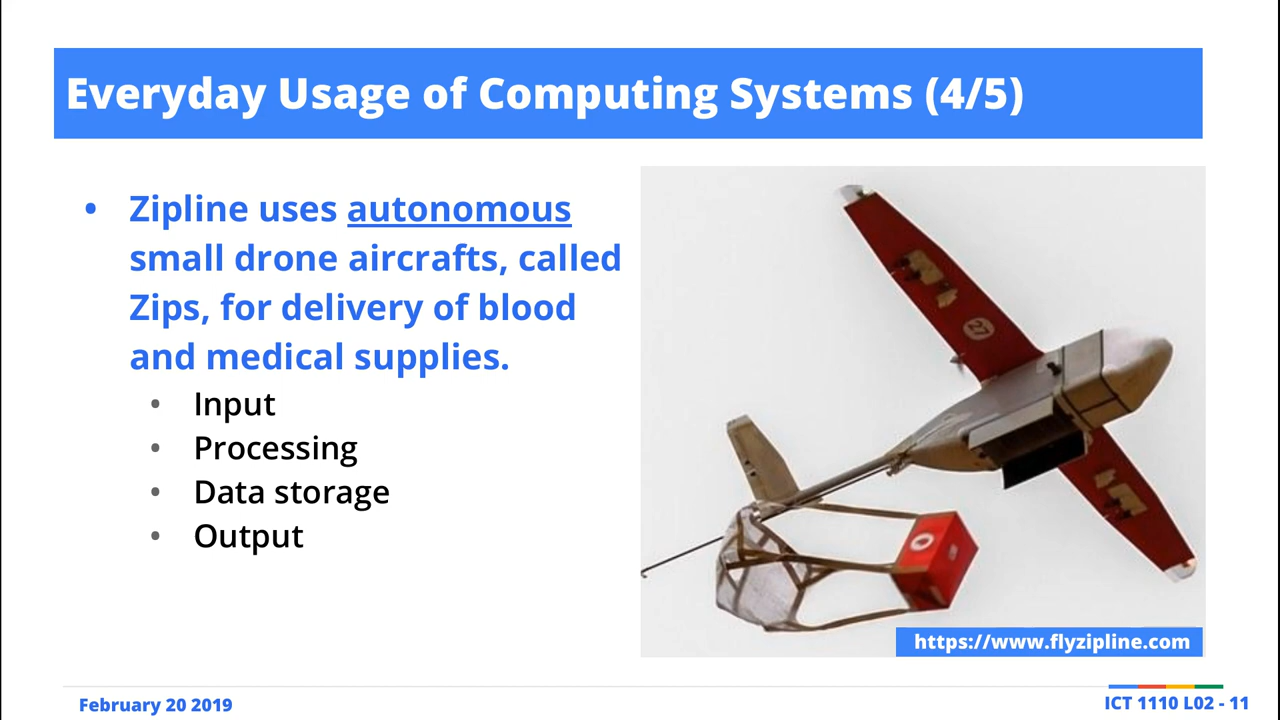 Everyday Usage of Computing Systems (4/5)
• Zipline uses autonomous
small drone aircrafts, called
Zips, for delivery of blood
and medical supplies.
• Input
• Processing
• Data storage
• Output
27
https://www.flyzipline.com
February 20 2019
ICT 1110 L02 - 11